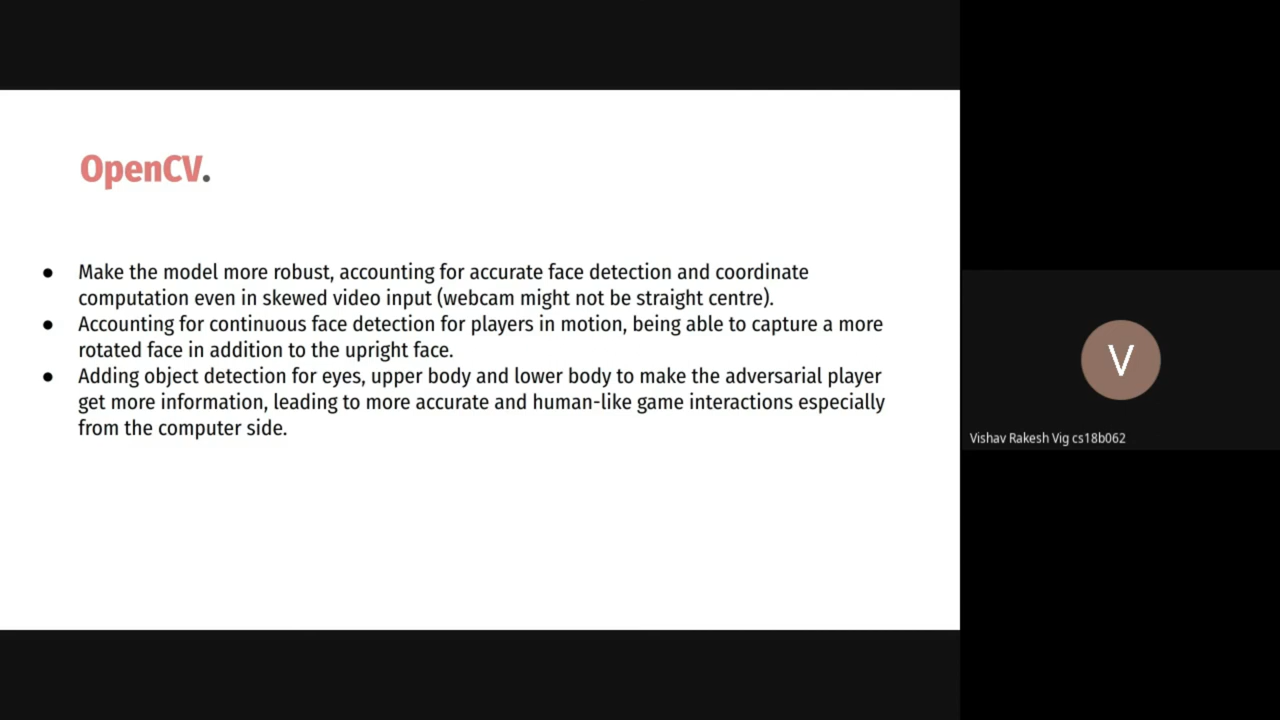 OpenCV.
● Make the model more robust, accounting for accurate face detection and coordinate
computation even in skewed video input (webcam might not be straight centre).
● Accounting for continuous face detection for players in motion, being able to capture a more
rotated face in addition to the upright face.
● Adding object detection for eyes, upper body and lower body to make the adversarial player
get more information, leading to more accurate and human-like game interactions especially
from the computer side.
V
Vishav Rakesh Vig cs18b062